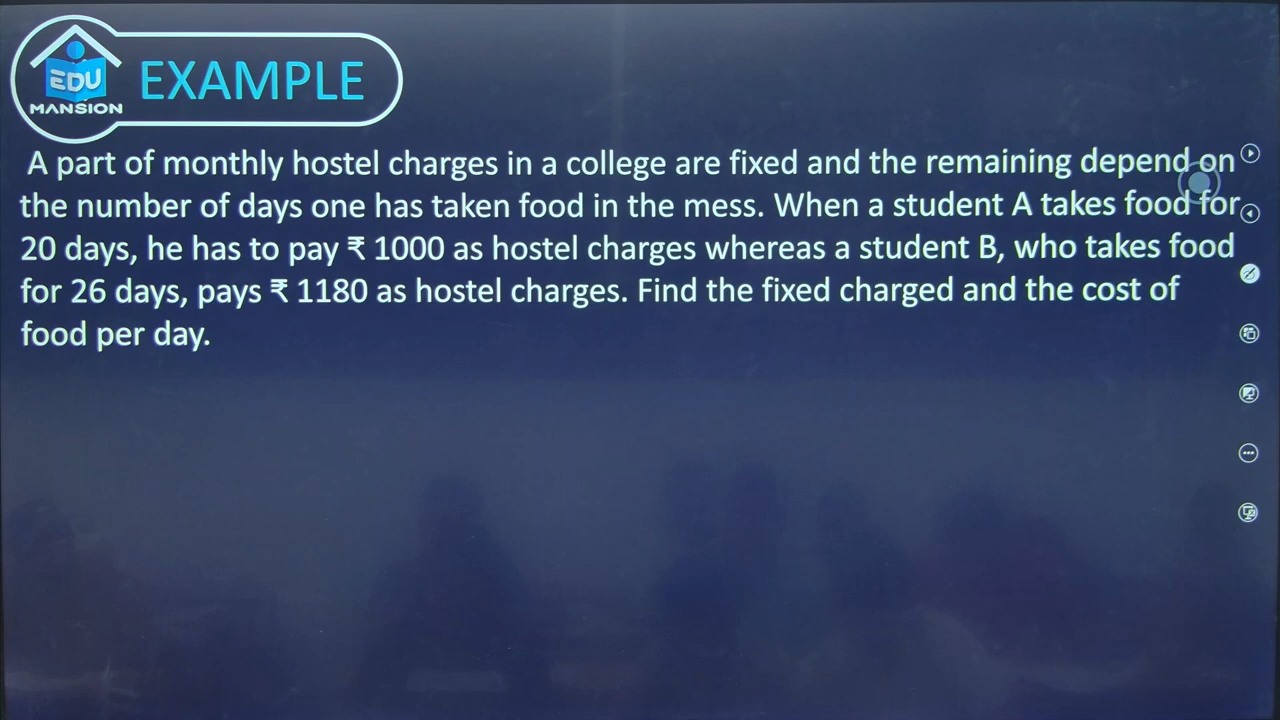 EDU
MANSION
EXAMPLE
A part of monthly hostel charges in a college are fixed and the remaining depend on
the number of days one has taken food in the mess. When a student A takes food for
20 days, he has to pay ₹ 1000 as hostel charges whereas a student B, who takes food
for 26 days, pays ₹ 1180 as hostel charges. Find the fixed charged and the cost of
food per day.